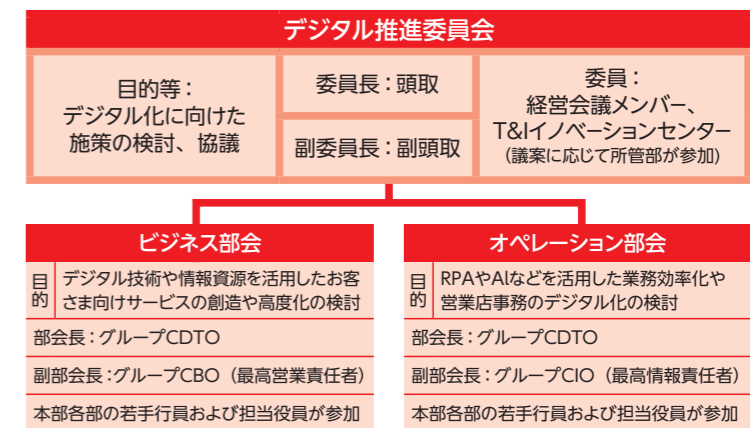 デジタル推進委員会
目的等：
デジタル化に向けた
施策の検討、協議
委員長：頭取
副委員長：副頭取
委員：
経営会議メンバー、
T&Iイノベーションセンター
(議案に応じて所管部が参加)
ビジネス部会
目的
デジタル技術や情報資源を活用したお客
さま向けサービスの創造や高度化の検討
部会長：グループCDTO
副部会長：グループCBO（最高営業責任者）
本部各部の若手行員および担当役員が参加
オペレーション部会
目的
RPAやAIなどを活用した業務効率化や
営業店事務のデジタル化の検討
部会長：グループCDTO
副部会長：グループCIO（最高情報責任者）
本部各部の若手行員および担当役員が参加